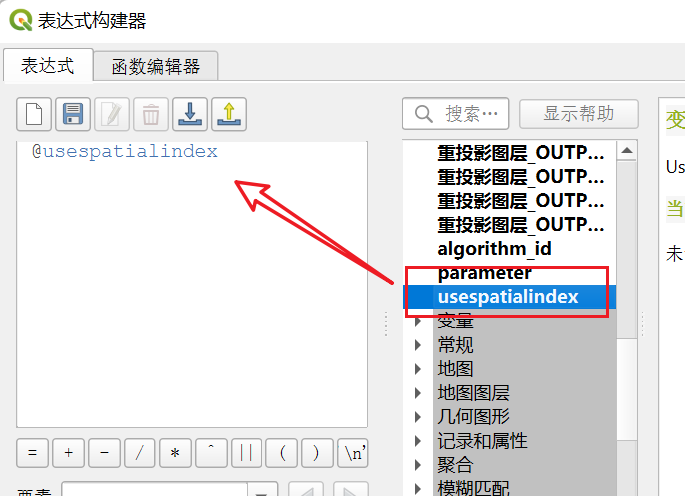 表达式构建器
表达式
函数编辑器
搜索…
显示帮助
@usespatialindex
重投影图层_OUTP...
重投影图层_OUTP...
重投影图层_OUTP...
重投影图层_OUTP...
algorithm_id
parameter
usespatialindex
变量
常规
地图
地图图层
几何图形
记录和属性
聚合
模糊匹配
变
Us
当
未
= + - / * ^ || ( ) \n'
要素